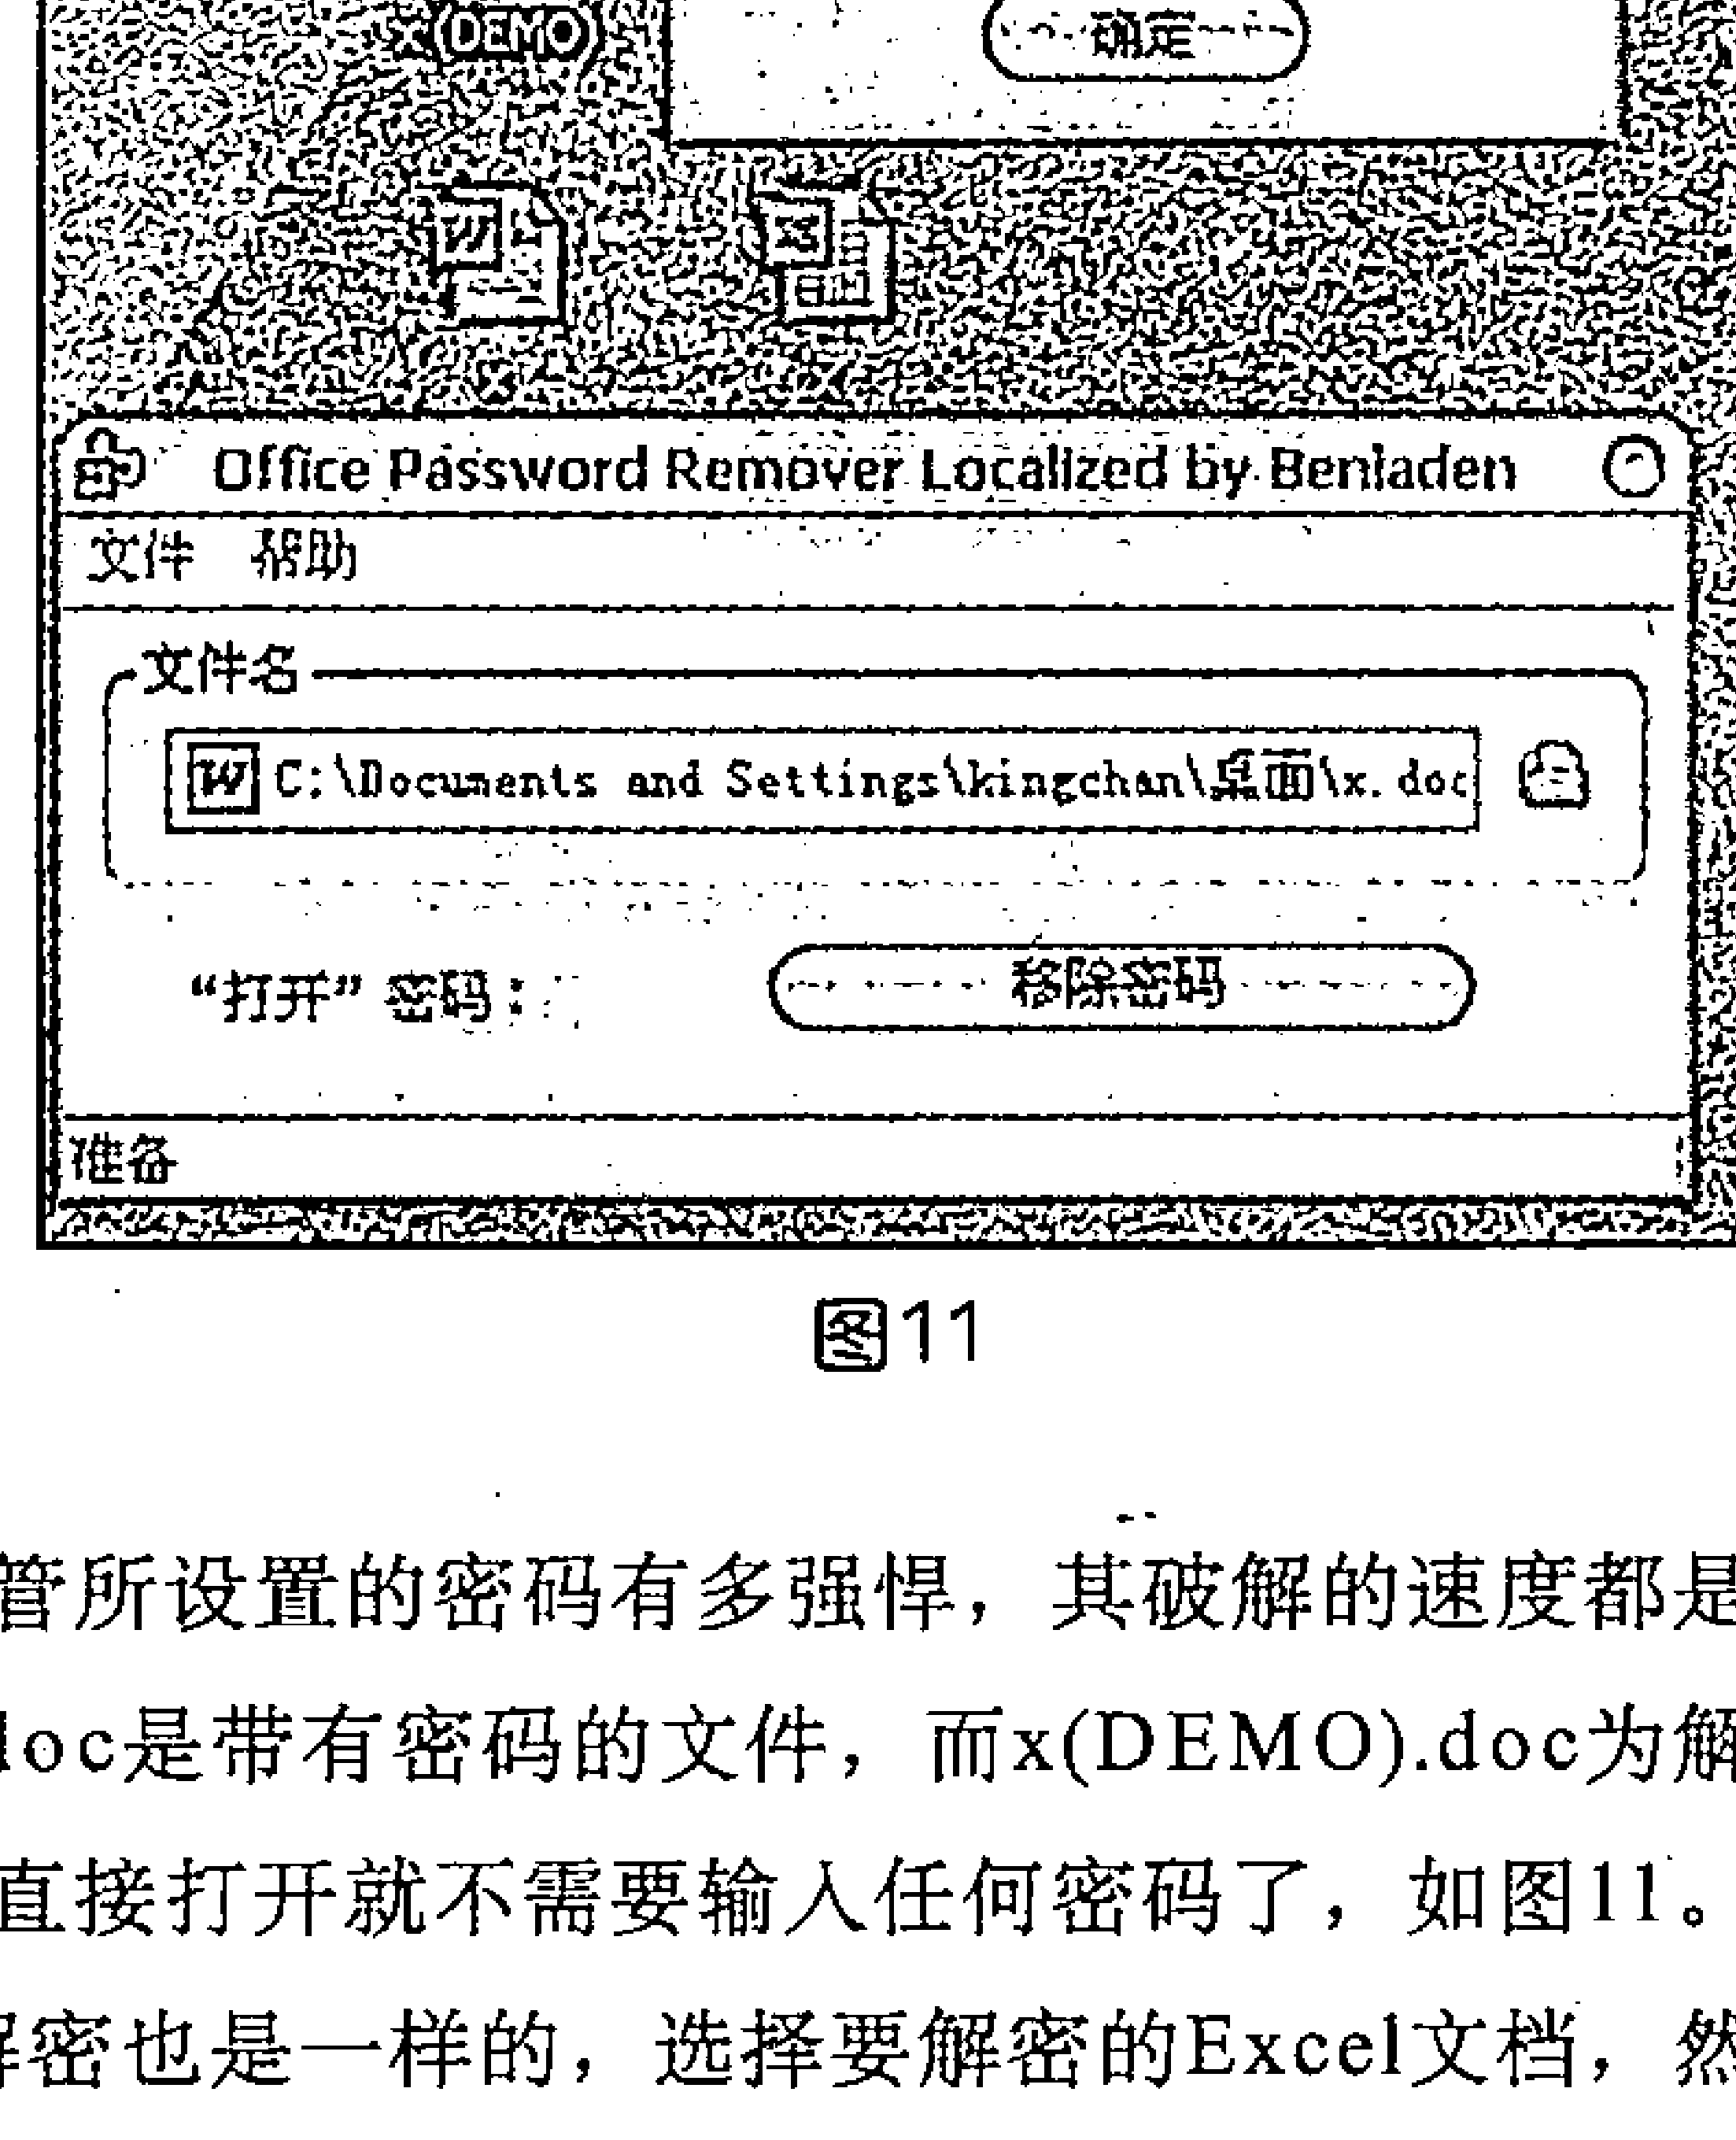 x(DEMO)
确定
Office Password Remover Localized by Benladen
文件 帮助
文件名
C:\Documents and Settings\kingchan\桌面\x.doc
“打开”密码：
移除密码
准备
图11
管所设置的密码有多强悍，其破解的速度都是
doc是带有密码的文件，而x(DEMO).doc为解
直接打开就不需要输入任何密码了，如图11。
解密也是一样的，选择要解密的Excel文档，然